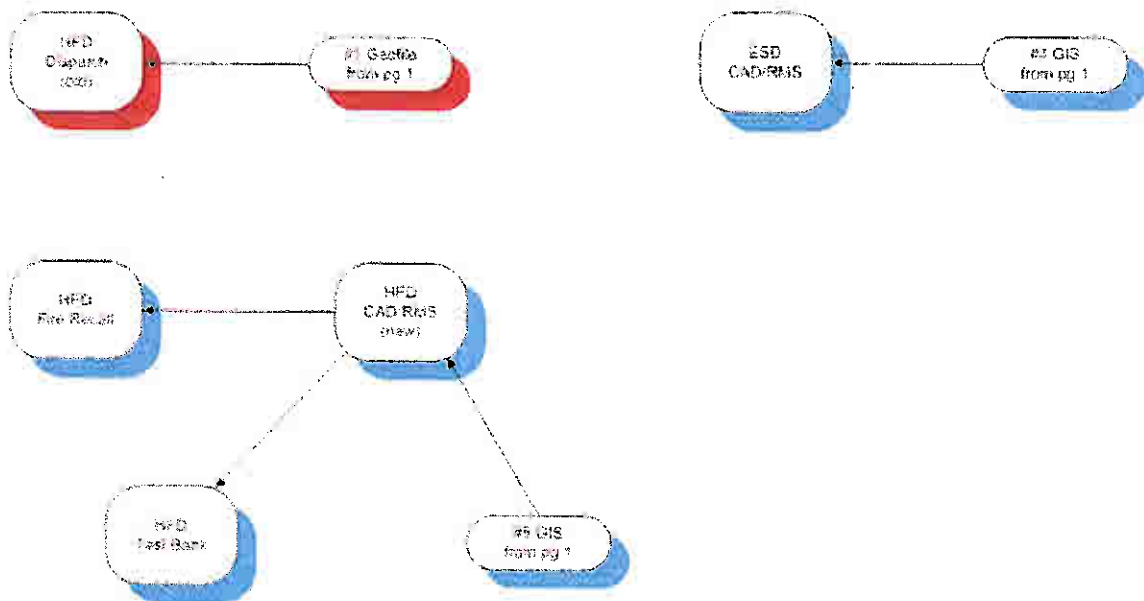 HFD
Dispatch
#1 Geofile
from pg 1
ESD
CAD/RMS
GIS
from pg 1
HFD
Fire Recall
HFD
CAD/RMS
(new)
HFD
Test Bank
GIS
from pg 1